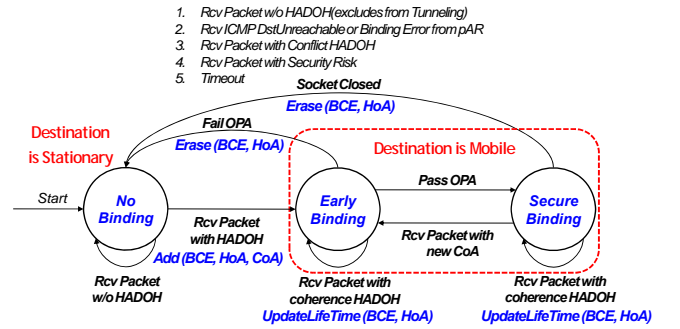 1. Rcv Packet w/o HADOH(excludes from Tunneling)
2. Rcv ICMP DstUnreachable or Binding Error from pAR
3. Rcv Packet with Conflict HADOH
4. Rcv Packet with Security Risk
5. Timeout
Socket Closed
Erase (BCE, HoA)
Fail OPA
Erase (BCE, HoA)
Destination
is Stationary
Destination is Mobile
Start
No
Binding
Rcv Packet
with HADOH
Add (BCE, HoA, CoA)
Early
Binding
Pass OPA
Rcv Packet with
new CoA
Secure
Binding
Rcv Packet
w/o HADOH
Rcv Packet with
coherence HADOH
UpdateLifeTime (BCE, HoA)
Rcv Packet with
coherence HADOH
UpdateLifeTime (BCE, HoA)